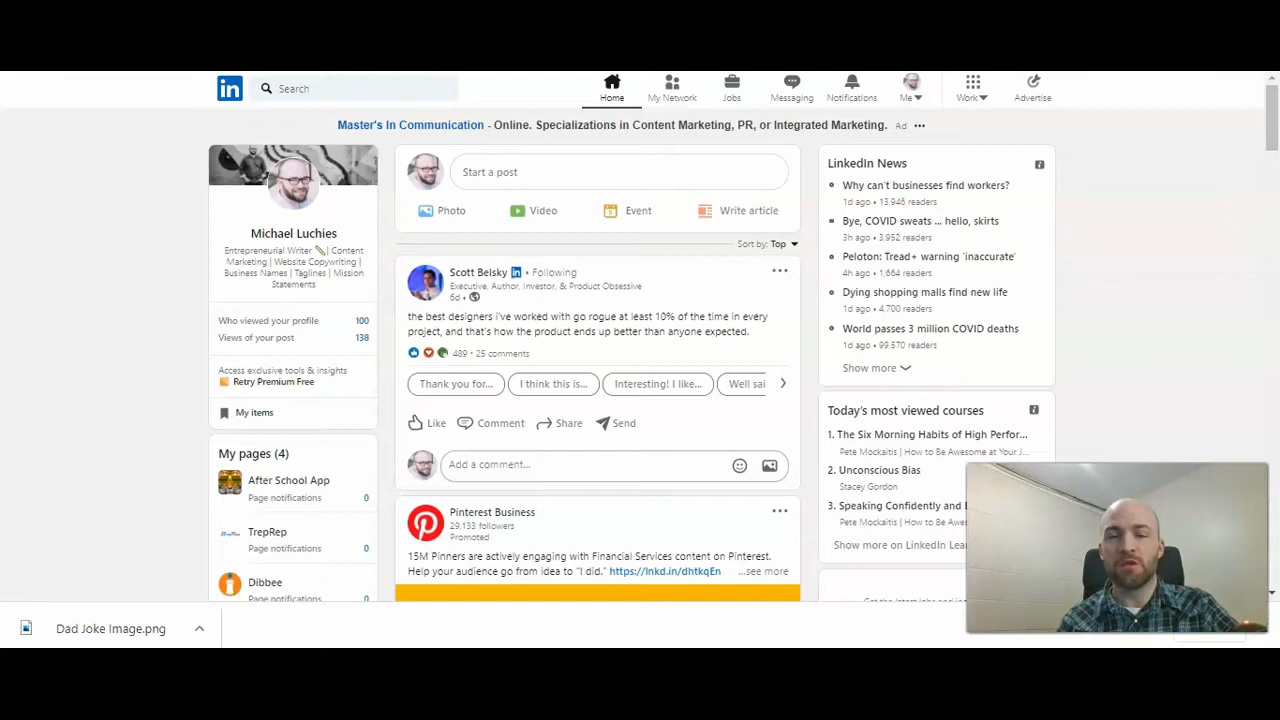 in
Search
Home
My Network
Jobs
Messaging
Notifications
Me
Work
Advertise
Master's In Communication - Online. Specializations in Content Marketing, PR, or Integrated Marketing. Ad
Michael Luchies
Entrepreneurial Writer | Content
Marketing | Website Copywriting |
Business Names | Taglines | Mission
Statements
Who viewed your profile 100
Views of your post 138
Access exclusive tools & insights
Retry Premium Free
My items
My pages (4)
After School App
Page notifications 0
TrepRep
Page notifications 0
Dibbee
Page notifications 0
Start a post
Photo
Video
Event
Write article
Sort by: Top
Scott Belsky in • Following
Executive, Author, Investor, & Product Obsessive
6d •
the best designers i've worked with go rogue at least 10% of the time in every
project, and that's how the product ends up better than anyone expected.
489 • 25 comments
Thank you for...
I think this is...
Interesting! I like...
Well sai
Like
Comment
Share
Send
Add a comment...
Pinterest Business
29,133 followers
Promoted
15M Pinners are actively engaging with Financial Services content on Pinterest.
Help your audience go from idea to "I did." https://lnkd.in/dhtkqEn ...see more
LinkedIn News
Why can't businesses find workers?
1d ago • 13,946 readers
Bye, COVID sweats ... hello, skirts
3h ago • 3,952 readers
Peloton: Tread+ warning 'inaccurate'
4h ago • 1,664 readers
Dying shopping malls find new life
1d ago • 4,700 readers
World passes 3 million COVID deaths
1d ago • 99,570 readers
Show more
Today's most viewed courses
1. The Six Morning Habits of High Perfor...
Pete Mockaitis | How to Be Awesome at Your J...
2. Unconscious Bias
Stacey Gordon
3. Speaking Confidently and
Pete Mockaitis | How to Be Awe
Show more on LinkedIn Lear
Dad Joke Image.png